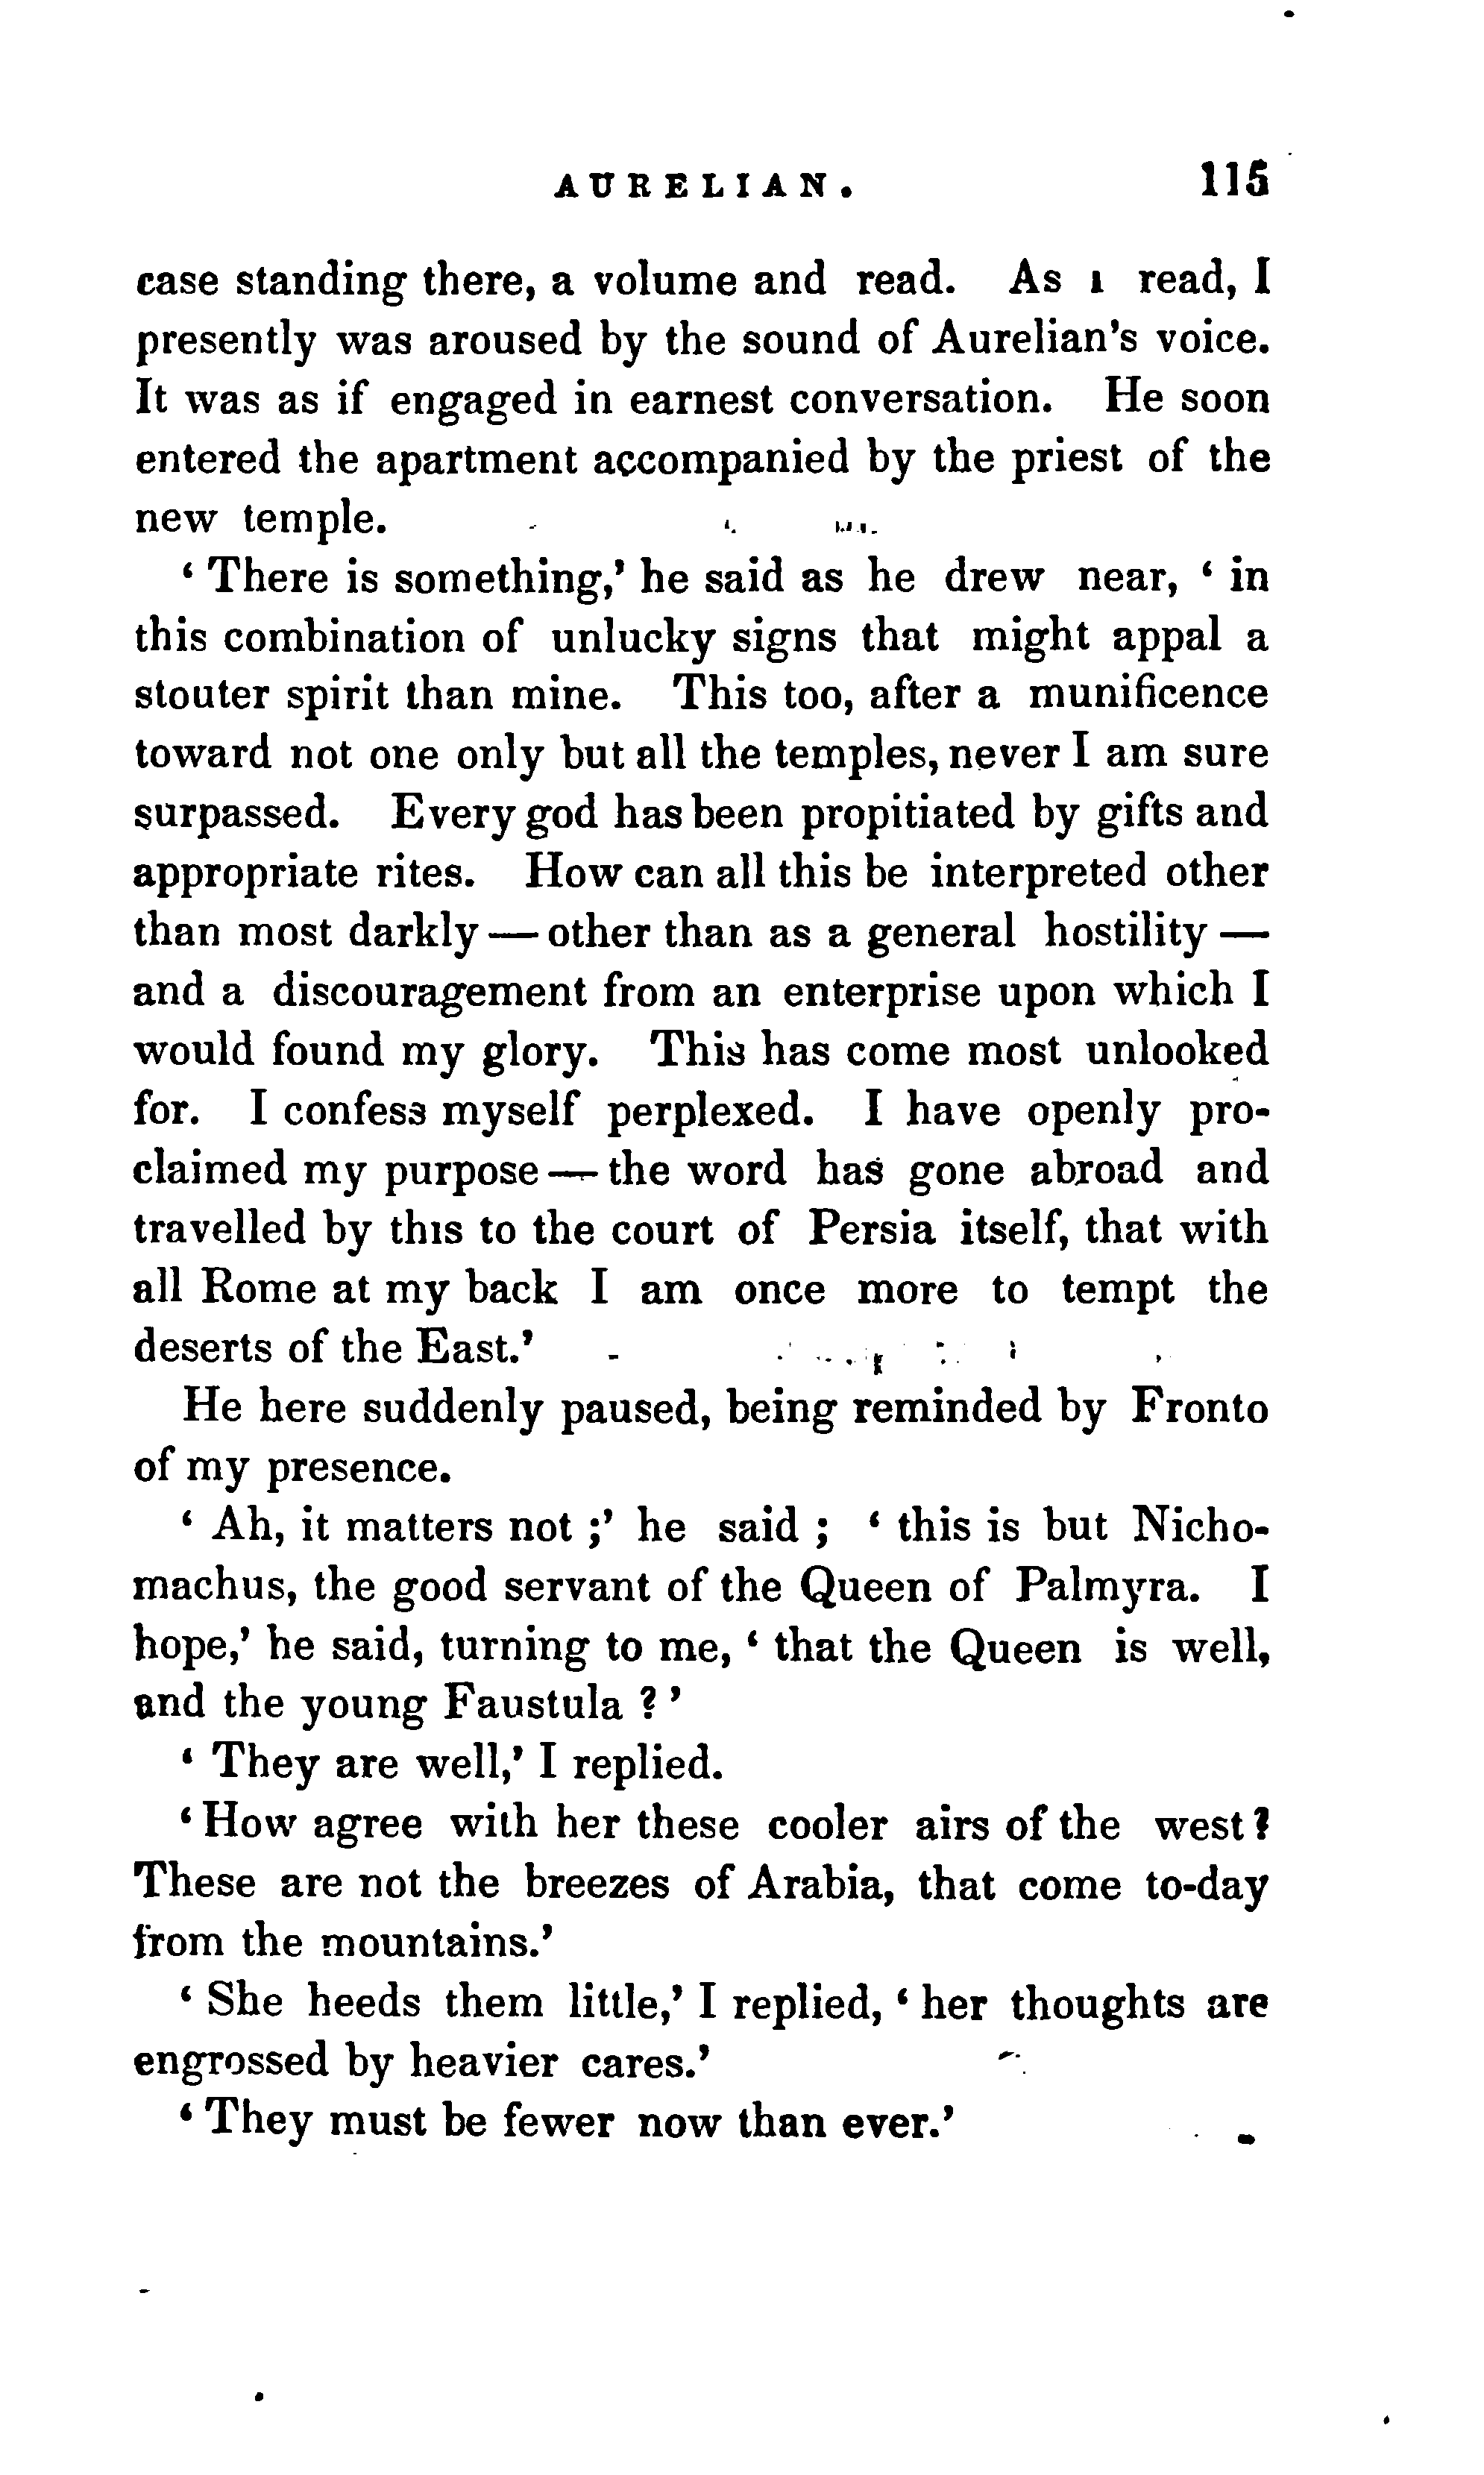 AURELIAN. 115
case standing there, a volume and read. As I read, I
presently was aroused by the sound of Aurelian's voice.
It was as if engaged in earnest conversation. He soon
entered the apartment accompanied by the priest of the
new temple.
‘ There is something,’ he said as he drew near, ‘ in
this combination of unlucky signs that might appal a
stouter spirit than mine. This too, after a munificence
toward not one only but all the temples, never I am sure
surpassed. Every god has been propitiated by gifts and
appropriate rites. How can all this be interpreted other
than most darkly — other than as a general hostility —
and a discouragement from an enterprise upon which I
would found my glory. This has come most unlooked
for. I confess myself perplexed. I have openly pro-
claimed my purpose — the word has gone abroad and
travelled by this to the court of Persia itself, that with
all Rome at my back I am once more to tempt the
deserts of the East.’
He here suddenly paused, being reminded by Fronto
of my presence.
‘ Ah, it matters not ;’ he said ; ‘ this is but Nicho-
machus, the good servant of the Queen of Palmyra. I
hope,’ he said, turning to me, ‘ that the Queen is well,
and the young Faustula ? ’
‘ They are well,’ I replied.
‘ How agree with her these cooler airs of the west ?
These are not the breezes of Arabia, that come to-day
from the mountains.’
‘ She heeds them little,’ I replied, ‘ her thoughts are
engrossed by heavier cares.’
‘ They must be fewer now than ever.’